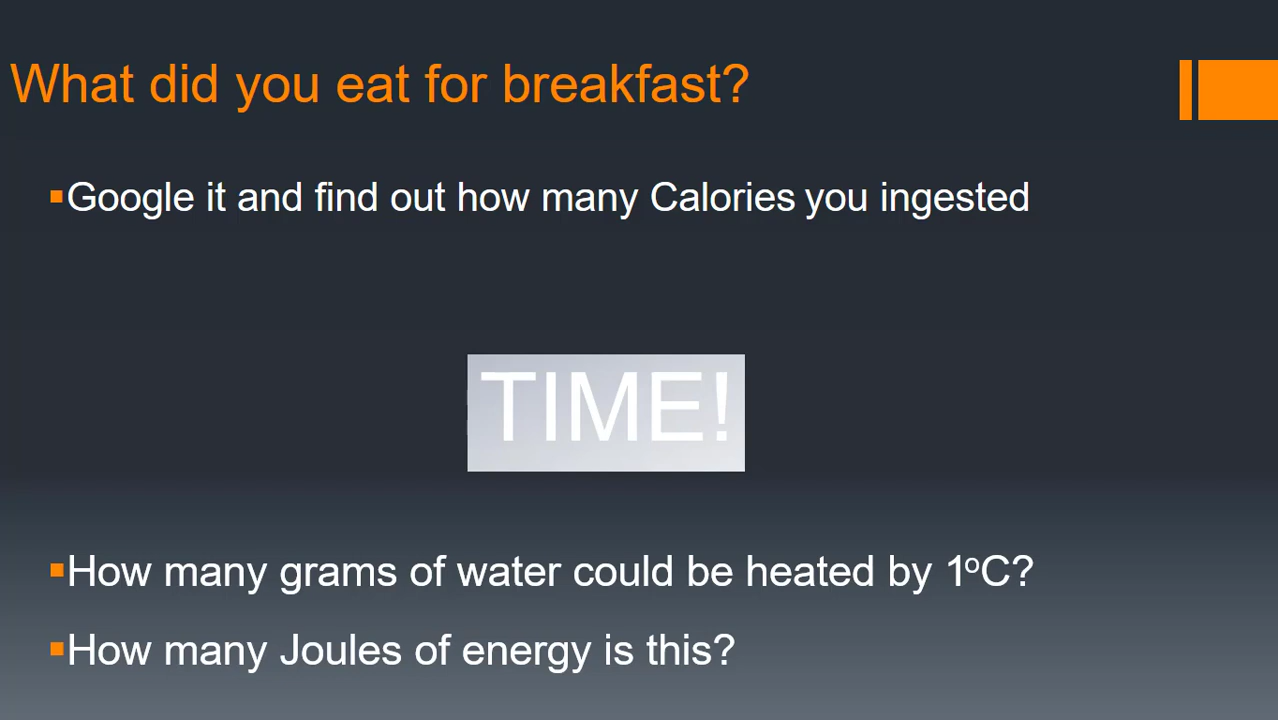 What did you eat for breakfast?
▪Google it and find out how many Calories you ingested
TIME!
▪How many grams of water could be heated by 1ºC?
▪How many Joules of energy is this?